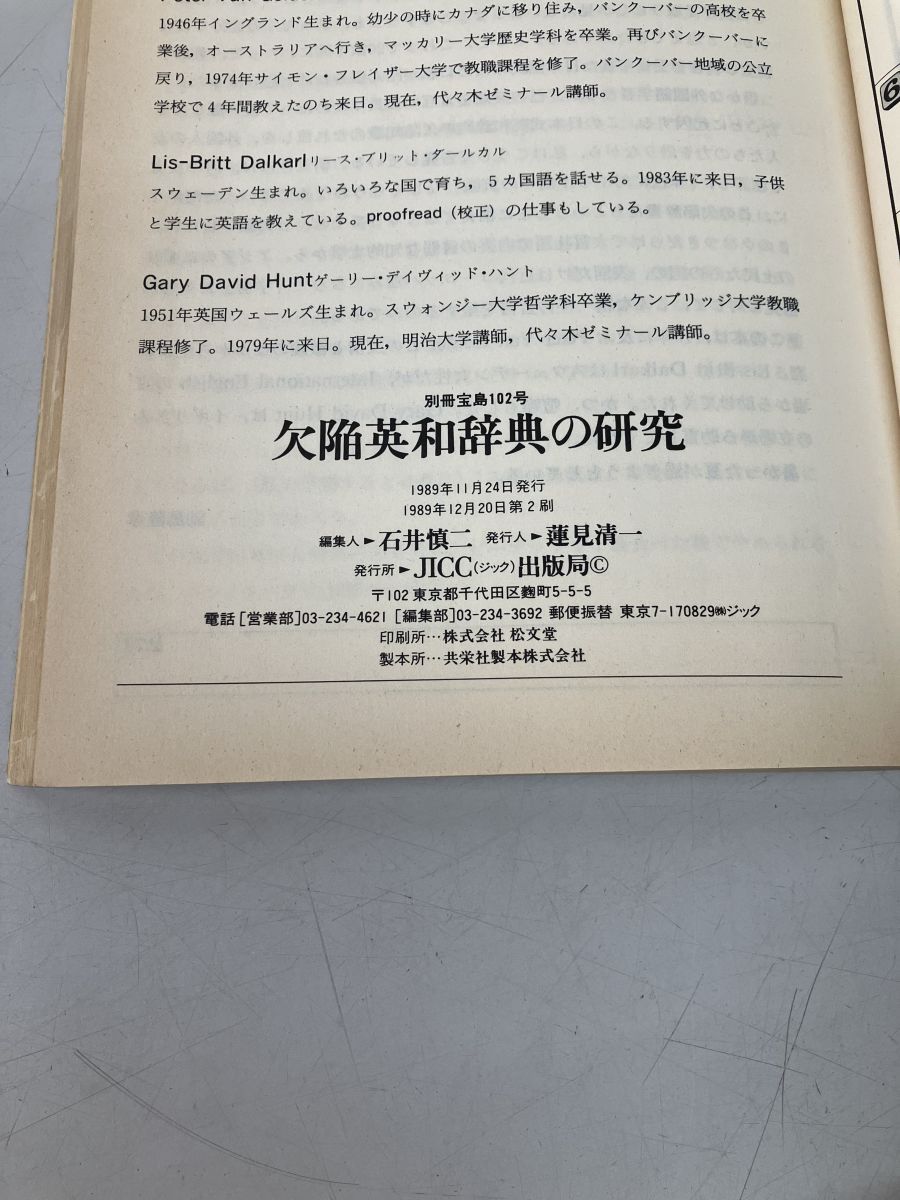 1946年イングランド生まれ。幼少の時にカナダに移り住み，バンクーバーの高校を卒
業後，オーストラリアへ行き，マッカリー大学歴史学科を卒業。再びバンクーバーに
戻り，1974年サイモン・フレイザー大学で教職課程を修了。バンクーバー地域の公立
学校で4年間教えたのち来日。現在，代々木ゼミナール講師。
Lis-Britt Dalkarlリース・ブリット・ダールカル
スウェーデン生まれ。いろいろな国で育ち，5ヵ国語を話せる。1983年に来日，子供
と学生に英語を教えている。proofread（校正）の仕事もしている。
Gary David Huntゲーリー・デイヴィッド・ハント
1951年英国ウェールズ生まれ。スウォンジー大学哲学科卒業，ケンブリッジ大学教職
課程修了。1979年に来日。現在，明治大学講師，代々木ゼミナール講師。
別冊宝島102号
欠陥英和辞典の研究
1989年11月24日発行
1989年12月20日第2刷
編集人►石井慎二 発行人►蓮見清一
発行所►JICC(ジック)出版局©
〒102 東京都千代田区麴町5-5-5
電話[営業部]03-234-4621 [編集部]03-234-3692 郵便振替 東京7-170829㈱ジック
印刷所…株式会社 松文堂
製本所…共栄社製本株式会社